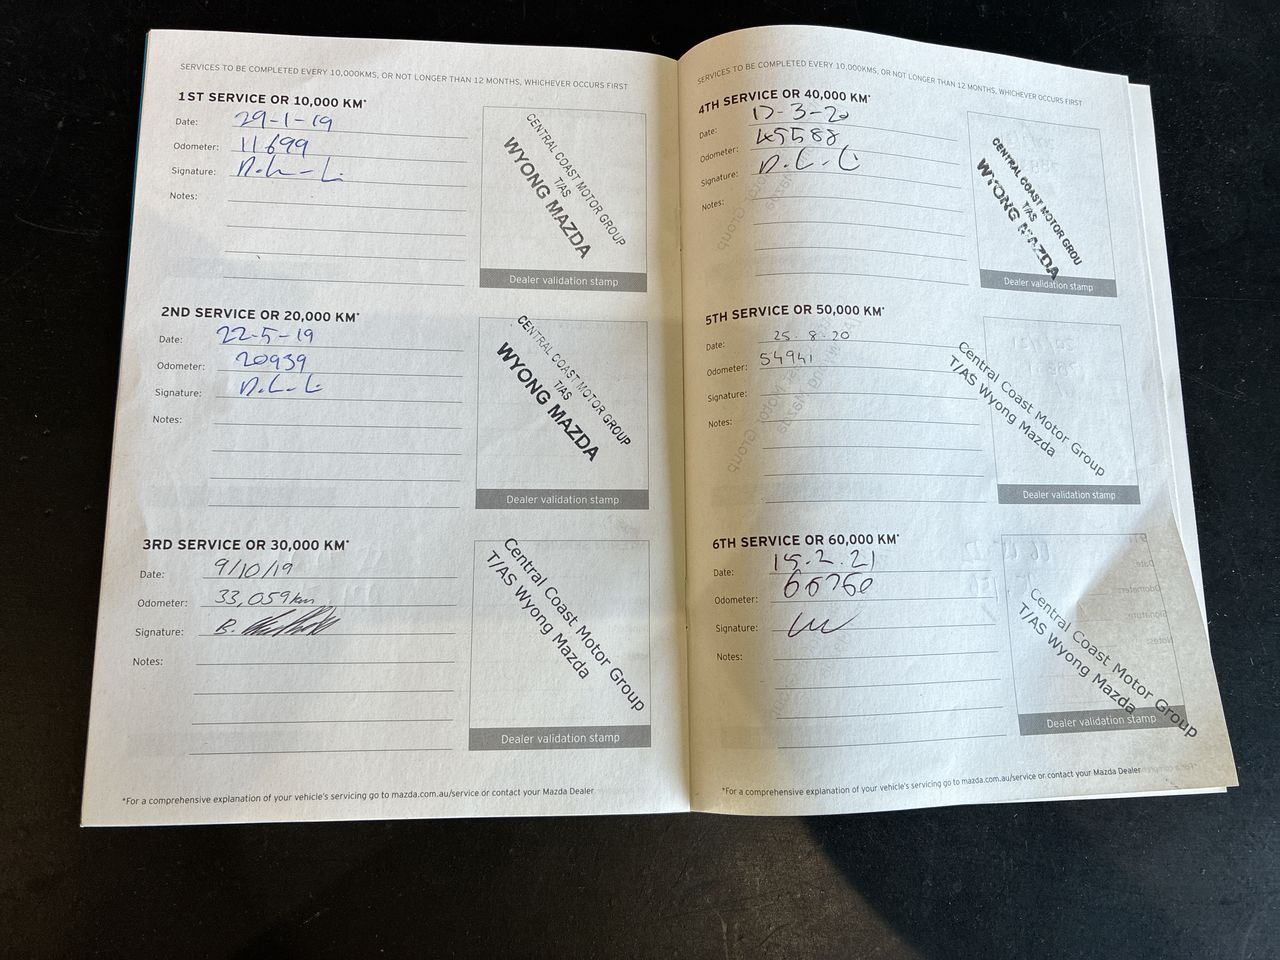 SERVICES TO BE COMPLETED EVERY 10,000KMS, OR NOT LONGER THAN 12 MONTHS, WHICHEVER OCCURS FIRST
1ST SERVICE OR 10,000 KM*
Date: 29-1-19
Odometer: 11699
Signature:
Notes:
CENTRAL COAST MOTOR GROUP
T/AS
WYONG MAZDA
Dealer validation stamp
2ND SERVICE OR 20,000 KM*
Date: 22-5-19
Odometer: 20939
Signature:
Notes:
CENTRAL COAST MOTOR GROUP
T/AS
WYONG MAZDA
Dealer validation stamp
3RD SERVICE OR 30,000 KM*
Date: 9/10/19
Odometer: 33,059km
Signature: B.
Notes:
Central Coast Motor Group
T/AS Wyong Mazda
Dealer validation stamp
*For a comprehensive explanation of your vehicle's servicing go to mazda.com.au/service or contact your Mazda Dealer
SERVICES TO BE COMPLETED EVERY 10,000KMS, OR NOT LONGER THAN 12 MONTHS, WHICHEVER OCCURS FIRST
4TH SERVICE OR 40,000 KM*
Date:
Odometer: 45588
Signature:
Notes:
CENTRAL COAST MOTOR GROU
T/AS
WYONG MAZDA
Dealer validation stamp
5TH SERVICE OR 50,000 KM*
Date: 25.8.20
Odometer: 54941
Signature:
Notes:
Central Coast Motor Group
T/AS Wyong Mazda
Dealer validation stamp
6TH SERVICE OR 60,000 KM*
Date: 15.2.21
Odometer: 66760
Signature:
Notes:
Central Coast Motor Group
T/AS Wyong Mazda
Dealer validation stamp
*For a comprehensive explanation of your vehicle's servicing go to mazda.com.au/service or contact your Mazda Dealer